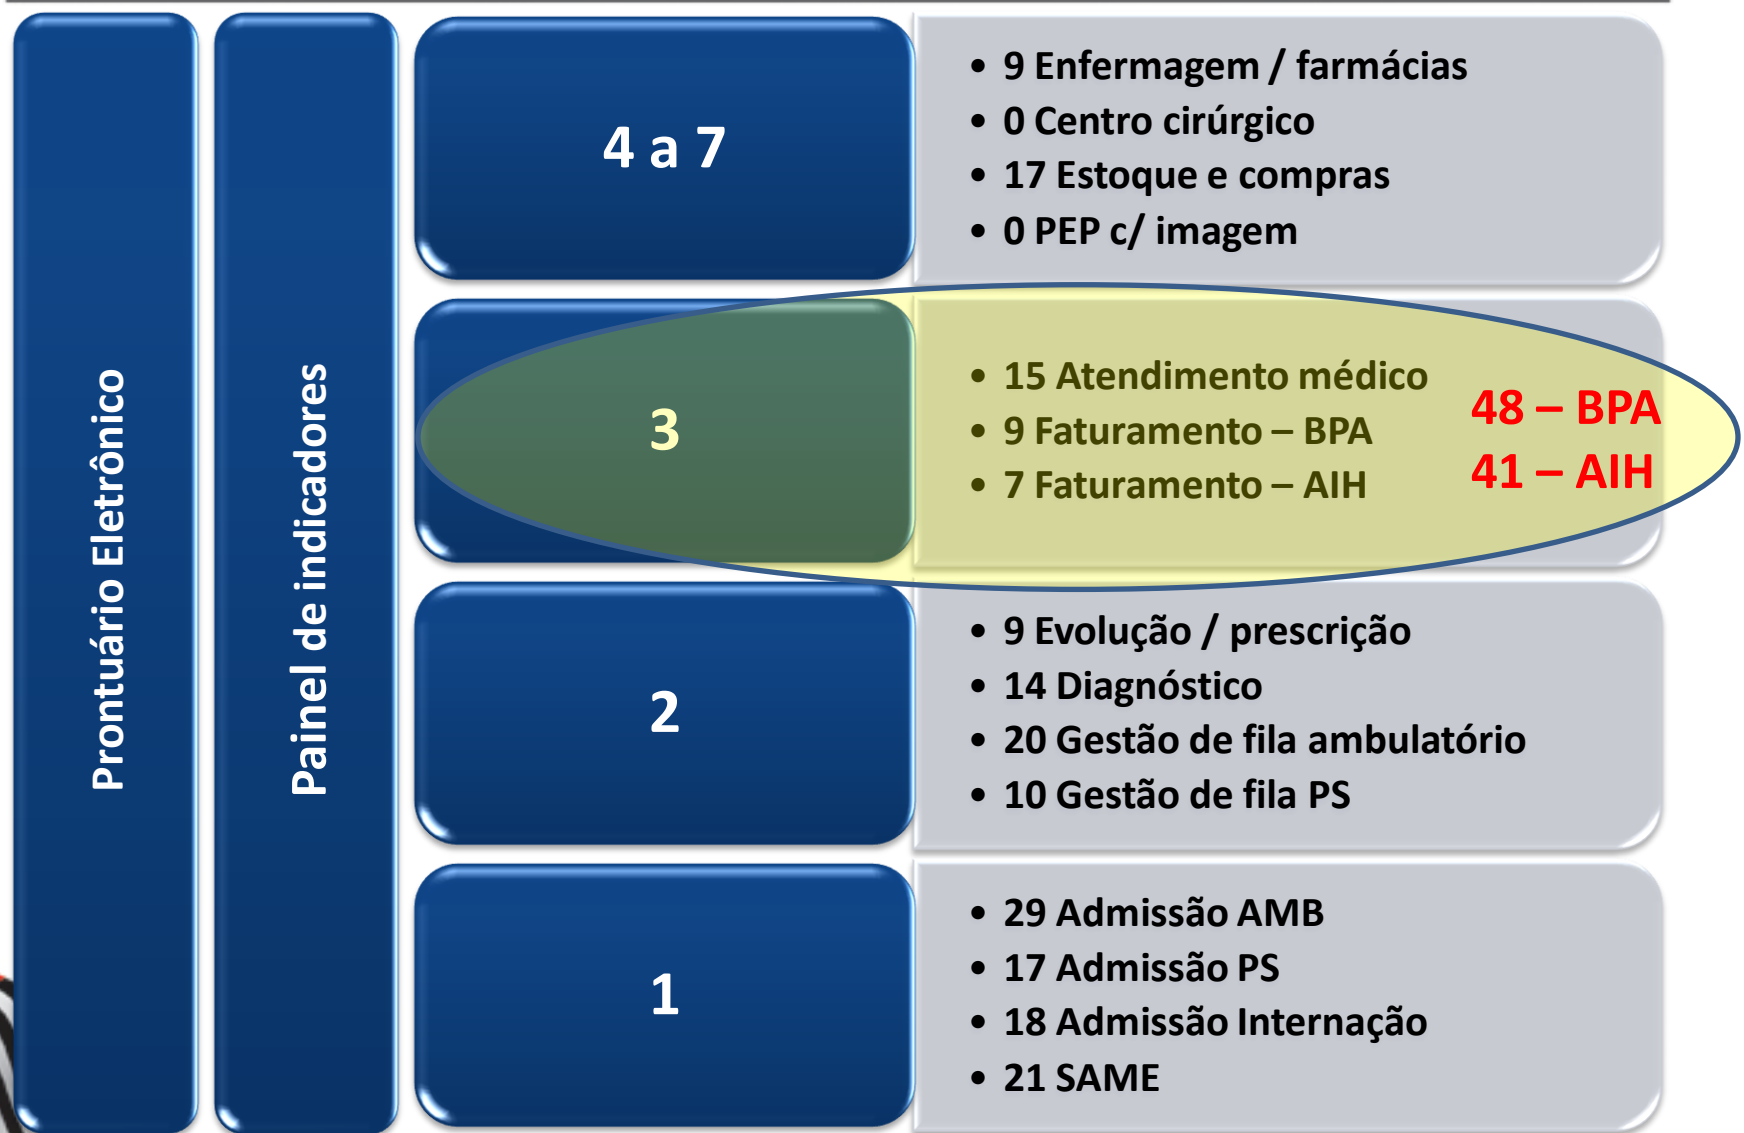 Prontuário Eletrônico
Painel de indicadores
4 a 7
• 9 Enfermagem / farmácias
• 0 Centro cirúrgico
• 17 Estoque e compras
• 0 PEP c/ imagem
3
• 15 Atendimento médico
• 9 Faturamento – BPA
• 7 Faturamento – AIH
48 – BPA
41 – AIH
2
• 9 Evolução / prescrição
• 14 Diagnóstico
• 20 Gestão de fila ambulatório
• 10 Gestão de fila PS
1
• 29 Admissão AMB
• 17 Admissão PS
• 18 Admissão Internação
• 21 SAME